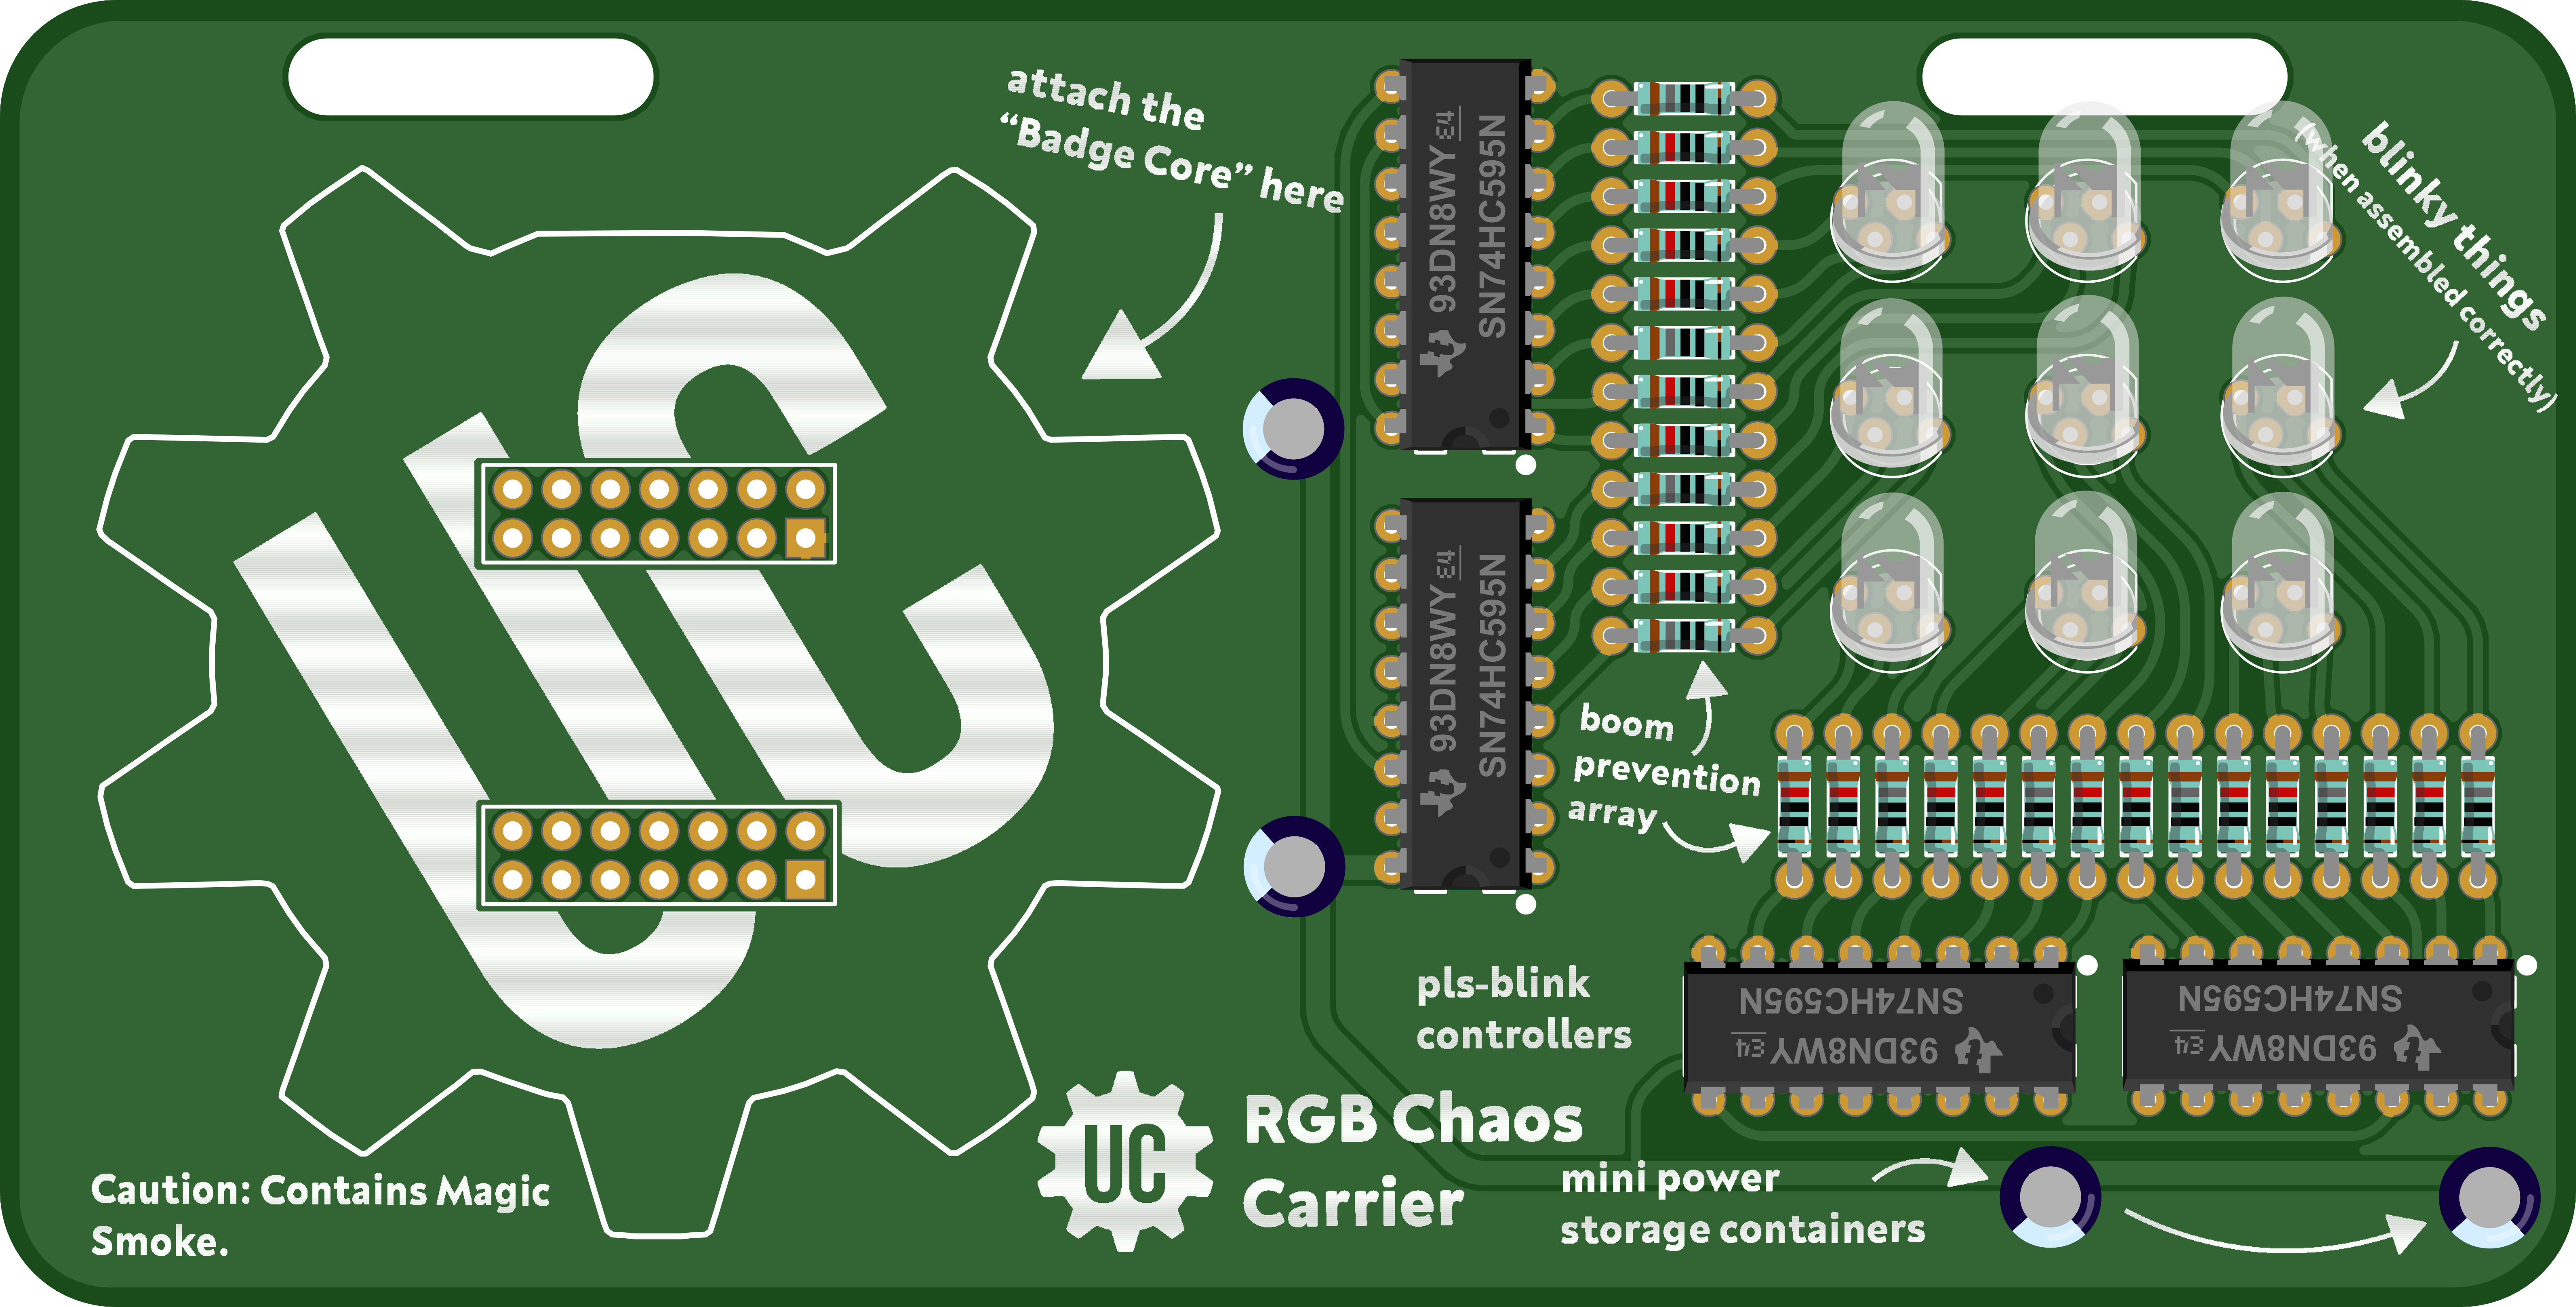 attach the
“Badge Core” here
93DN8WY E4
SN74HC595N
93DN8WY E4
SN74HC595N
blinky things
(when assembled correctly)
boom
prevention
array
pls-blink
controllers
SN74HC595N
93DN8WY E4
SN74HC595N
93DN8WY E4
UC
UC
RGB Chaos
Carrier
mini power
storage containers
Caution: Contains Magic
Smoke.